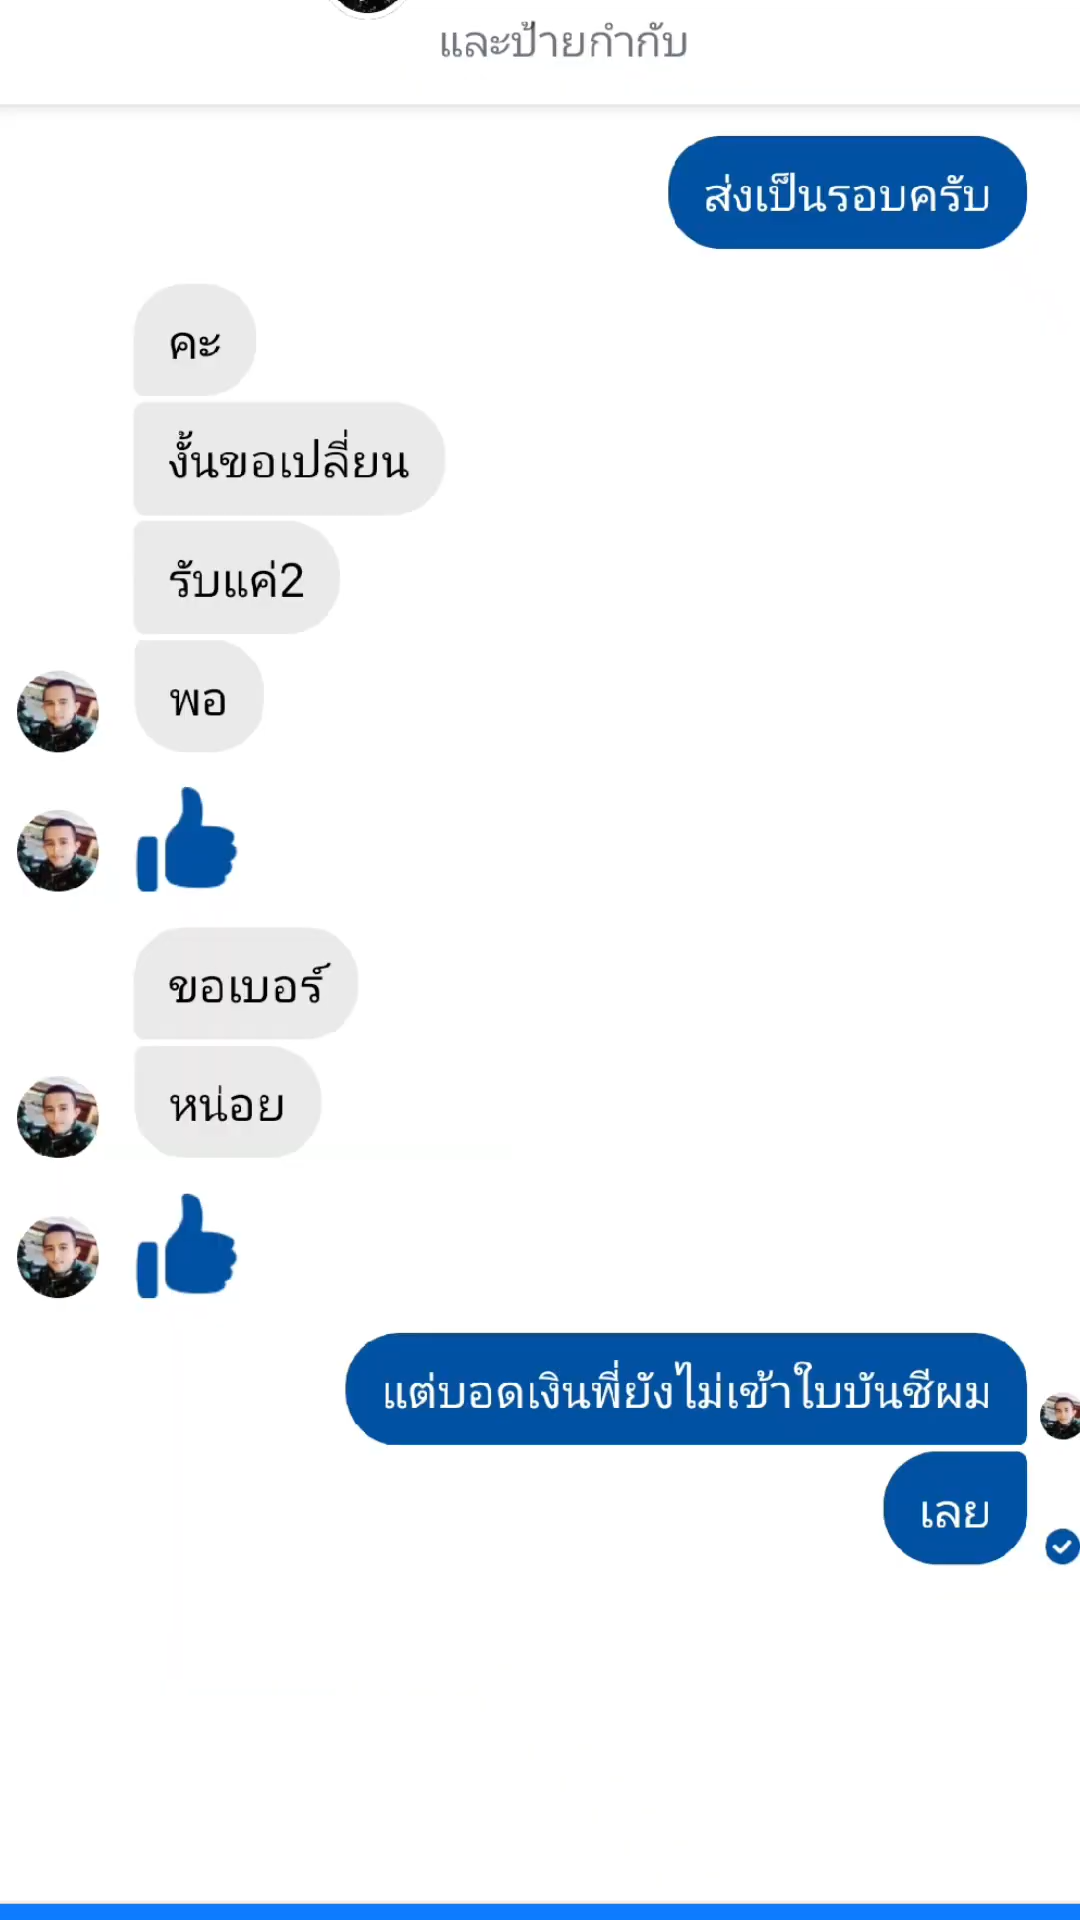 และป้ายกำกับ
ส่งเป็นรอบครับ
คะ
งั้นขอเปลี่ยน
รับแค่2
พอ
ขอเบอร์
หน่อย
แต่บอดเงินพี่ยังไม่เข้าใบบันชีผม
เลย